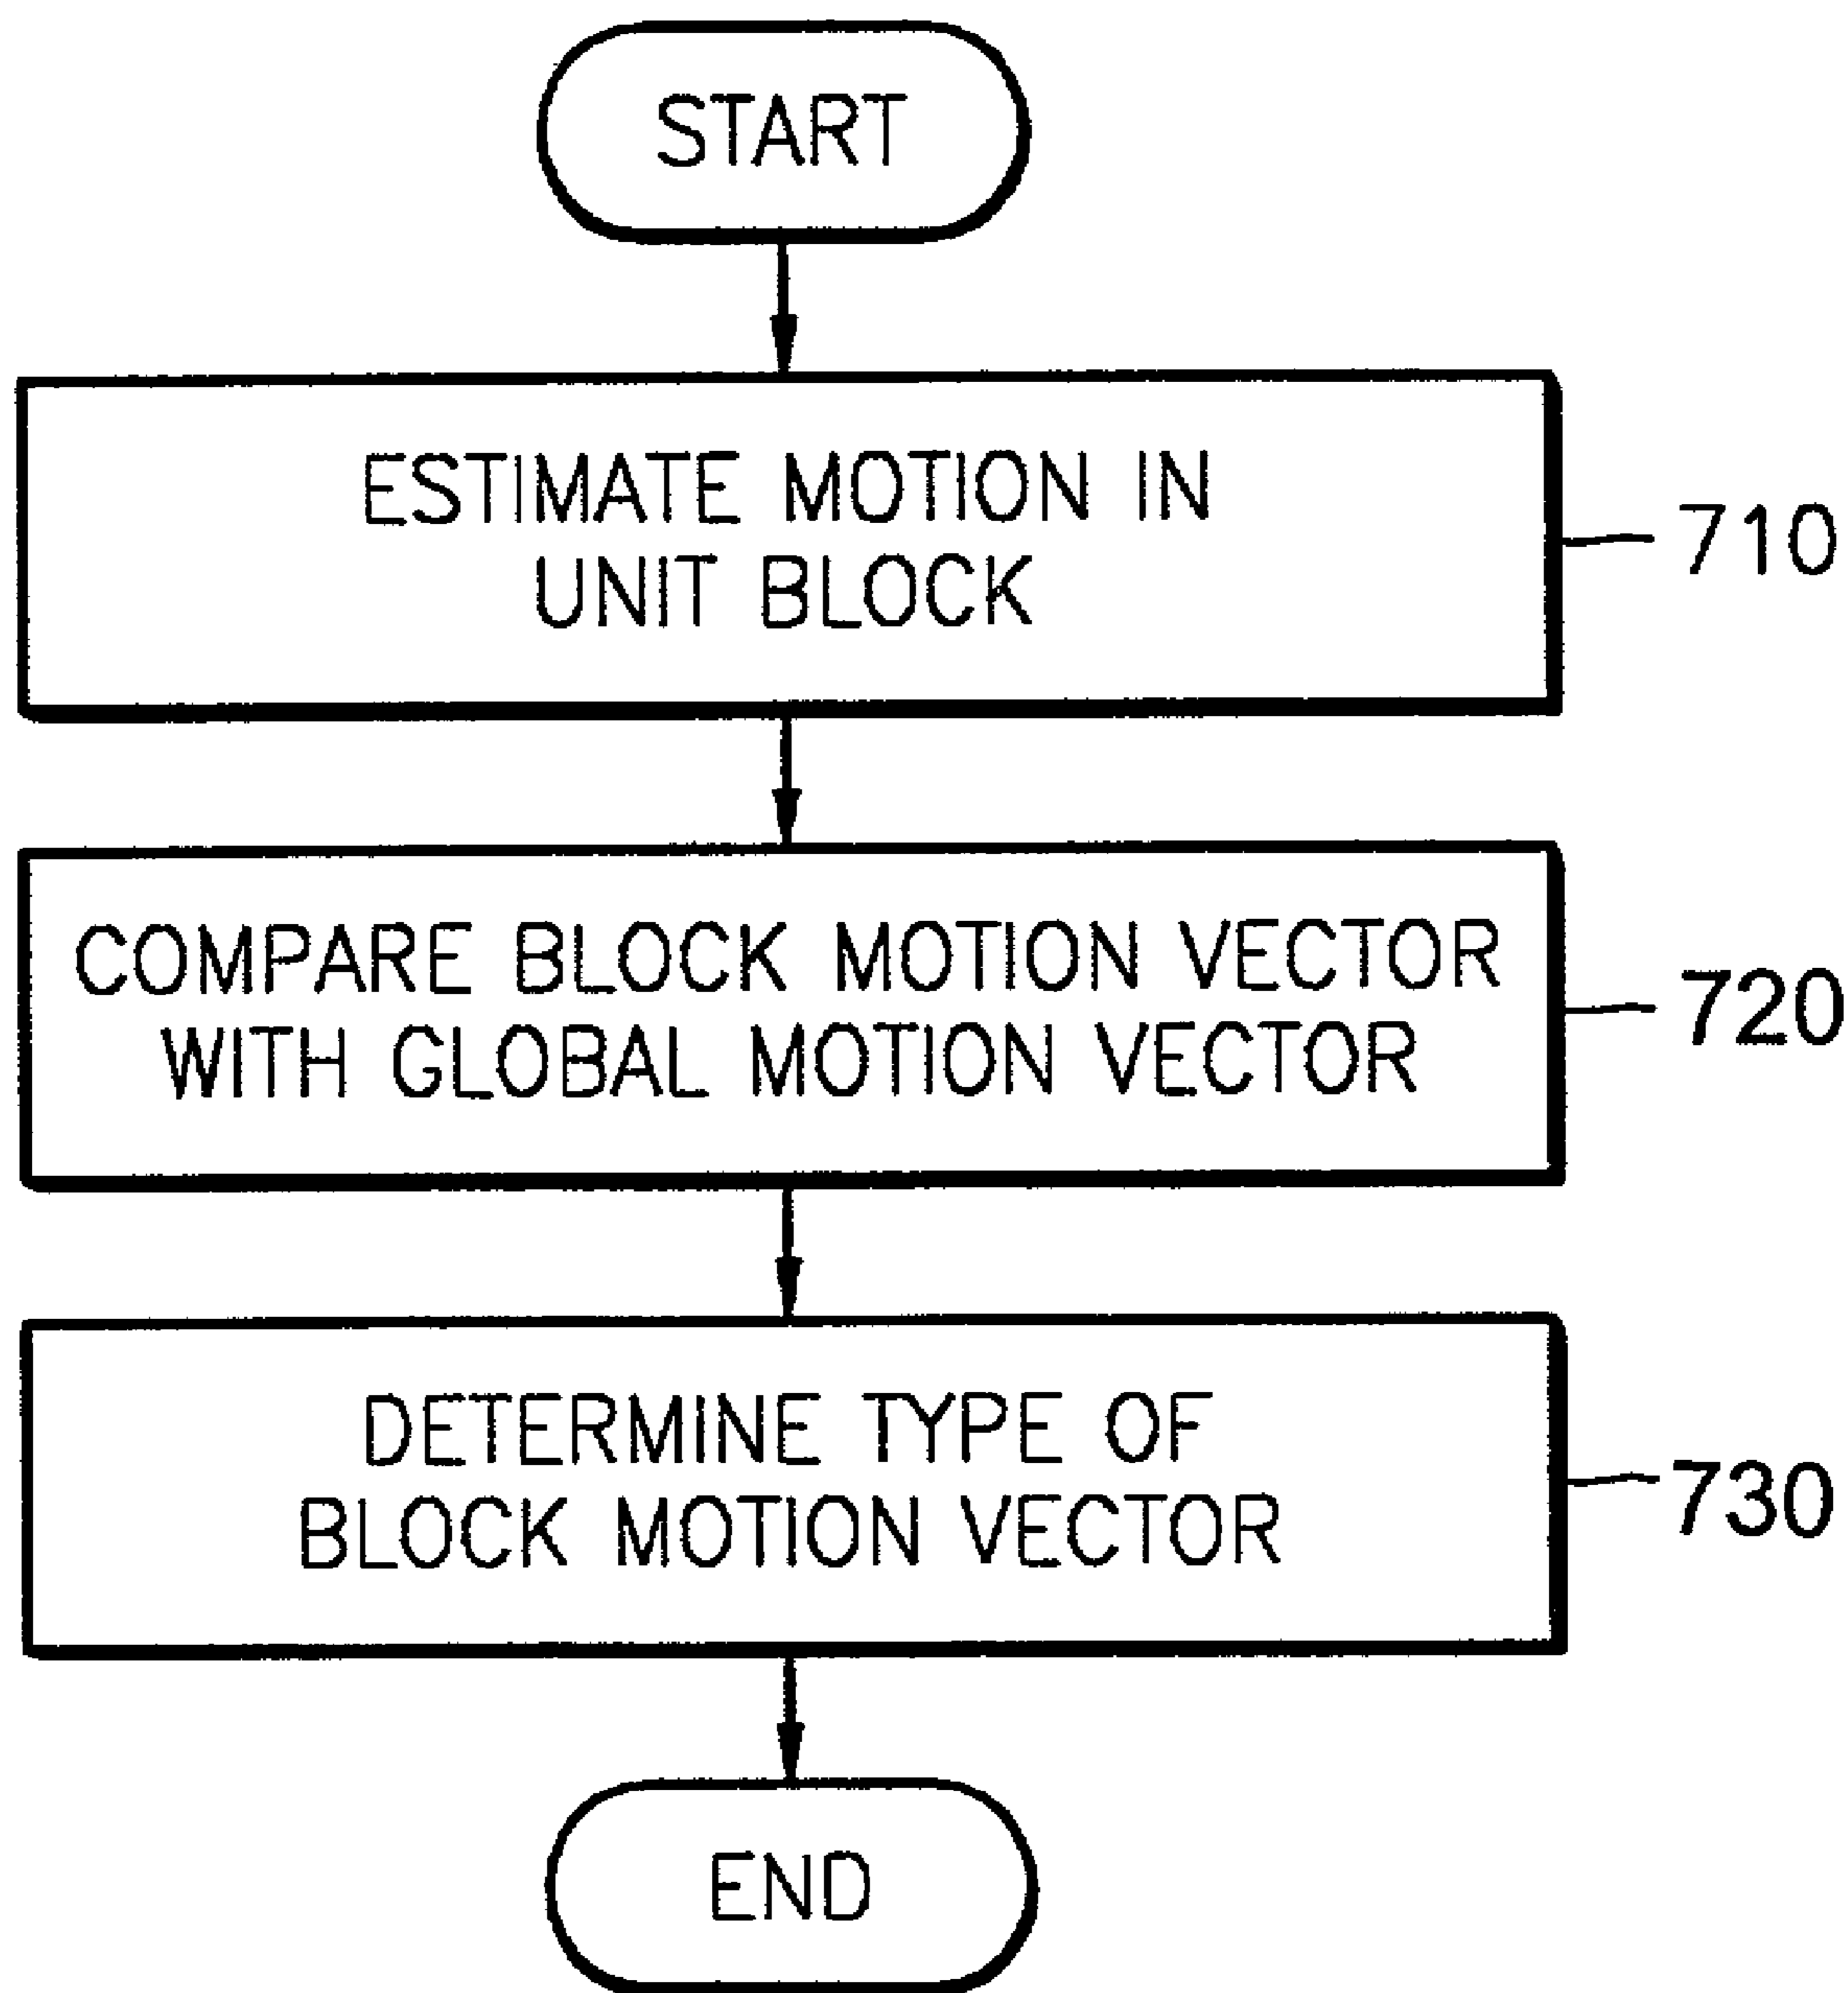 START
ESTIMATE MOTION IN
UNIT BLOCK
710
COMPARE BLOCK MOTION VECTOR
WITH GLOBAL MOTION VECTOR
720
DETERMINE TYPE OF
BLOCK MOTION VECTOR
730
END